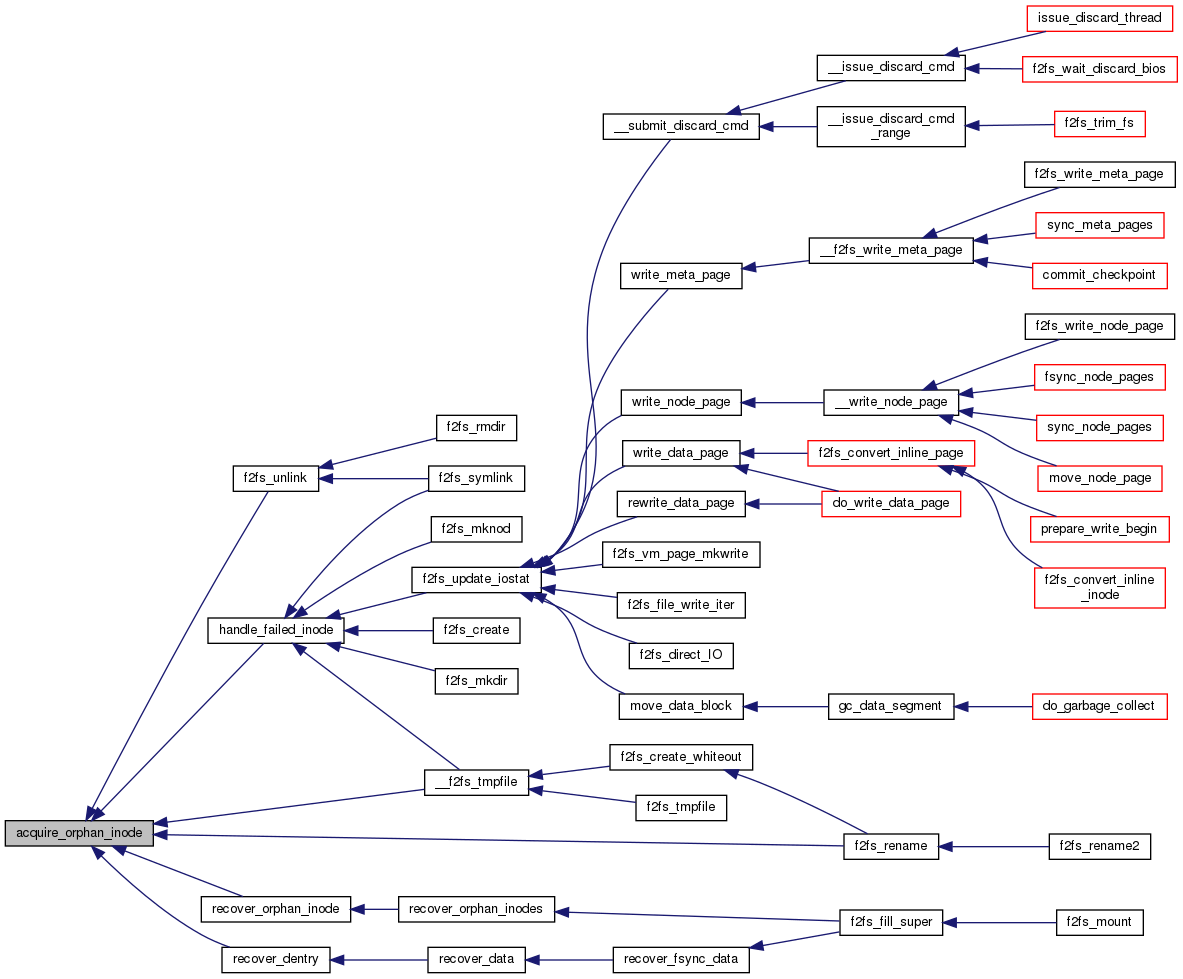 issue_discard_thread
__issue_discard_cmd
f2fs_wait_discard_bios
__submit_discard_cmd
__issue_discard_cmd
_range
f2fs_trim_fs
f2fs_write_meta_page
sync_meta_pages
__f2fs_write_meta_page
write_meta_page
commit_checkpoint
f2fs_write_node_page
fsync_node_pages
write_node_page
__write_node_page
sync_node_pages
f2fs_rmdir
write_data_page
f2fs_convert_inline_page
f2fs_unlink
f2fs_symlink
move_node_page
rewrite_data_page
do_write_data_page
f2fs_mknod
prepare_write_begin
f2fs_vm_page_mkwrite
f2fs_update_iostat
f2fs_convert_inline
_inode
f2fs_file_write_iter
handle_failed_inode
f2fs_create
f2fs_direct_IO
f2fs_mkdir
move_data_block
gc_data_segment
do_garbage_collect
f2fs_create_whiteout
__f2fs_tmpfile
f2fs_tmpfile
acquire_orphan_inode
f2fs_rename
f2fs_rename2
recover_orphan_inode
recover_orphan_inodes
f2fs_fill_super
f2fs_mount
recover_dentry
recover_data
recover_fsync_data